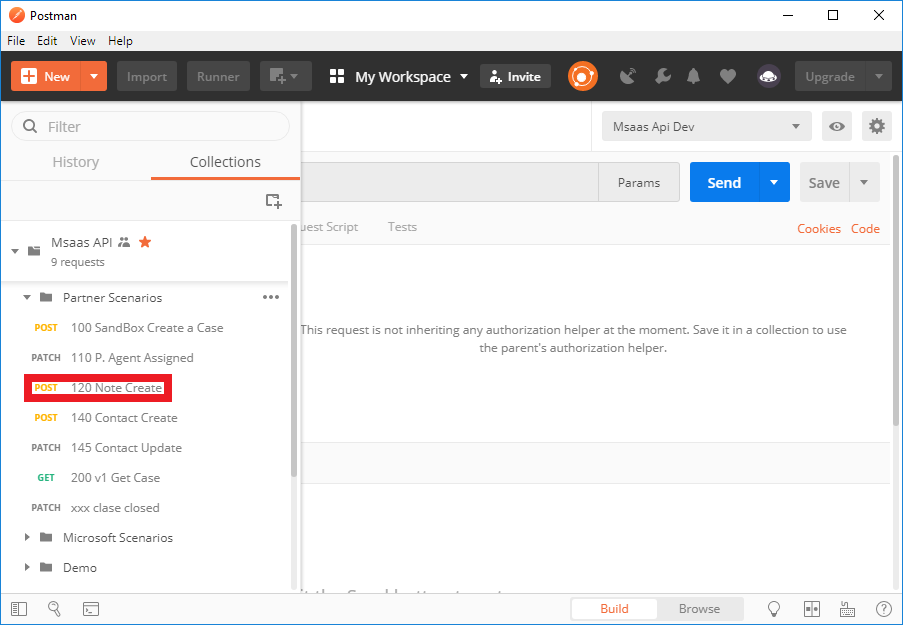 Postman
File Edit View Help
New Import Runner My Workspace Invite Upgrade
Filter
History Collections
Msaas API
9 requests
Partner Scenarios
POST 100 SandBox Create a Case
PATCH 110 P. Agent Assigned
POST 120 Note Create
POST 140 Contact Create
PATCH 145 Contact Update
GET 200 v1 Get Case
PATCH xxx clase closed
Microsoft Scenarios
Demo
Msaas Api Dev
Params Send Save
uest Script Tests Cookies Code
This request is not inheriting any authorization helper at the moment. Save it in a collection to use
the parent's authorization helper.
Build Browse